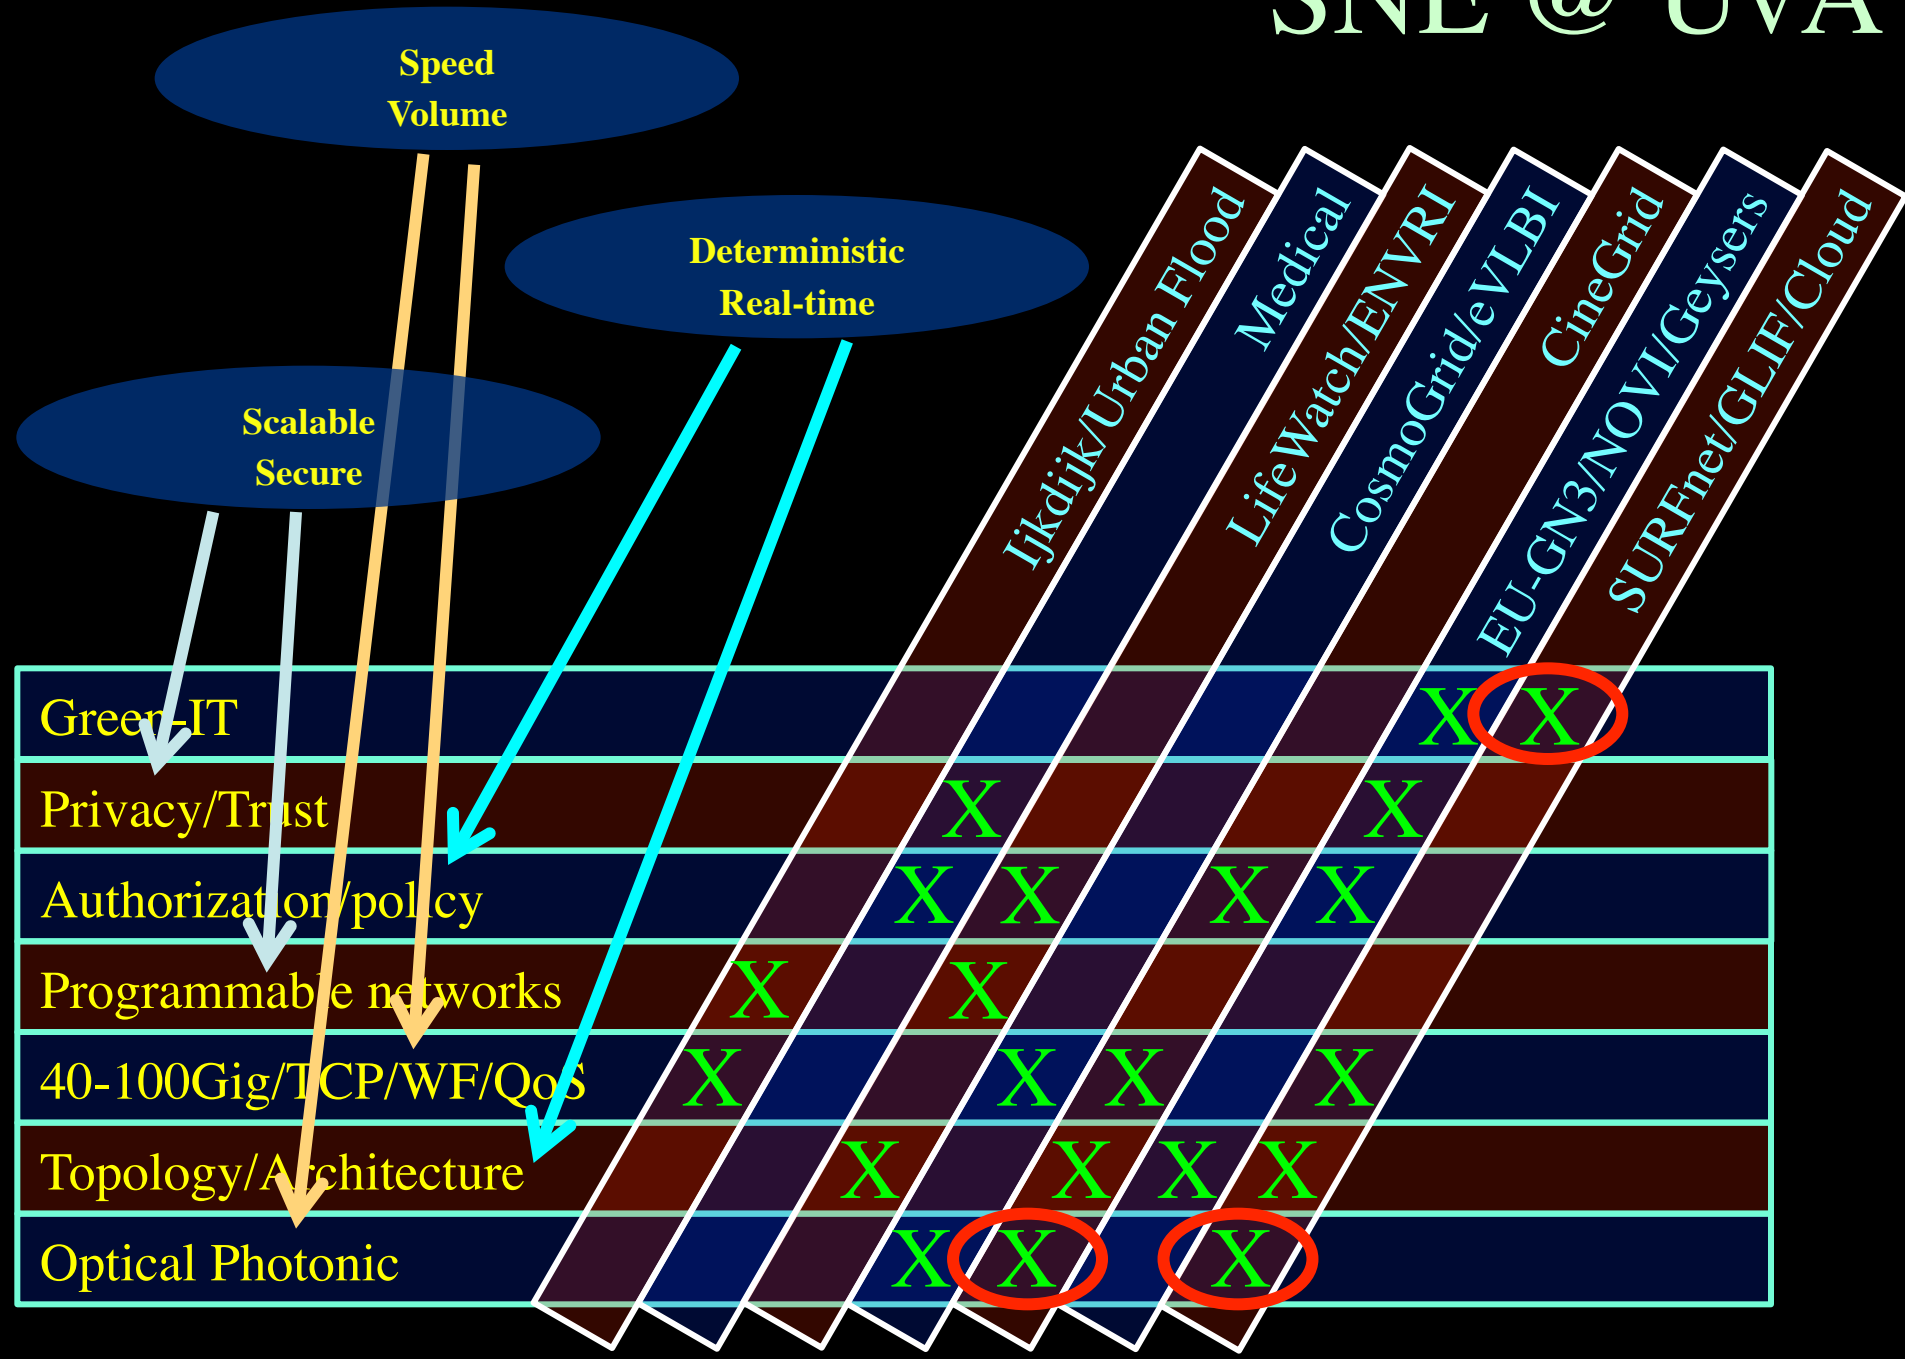 SNE @ UVA
Speed
Volume
Deterministic
Real-time
Scalable
Secure
Ijkdijk/Urban Flood
Medical
LifeWatch/ENVRI
CosmoGrid/eVLBI
CineGrid
EU-GN3/NOVI/Geysers
SURFnet/GLIF/Cloud
Green-IT X X
Privacy/Trust X X
Authorization/policy X X X X
Programmable networks X X
40-100Gig/TCP/WF/QoS X X X X
Topology/Architecture X X X X
Optical Photonic X X X